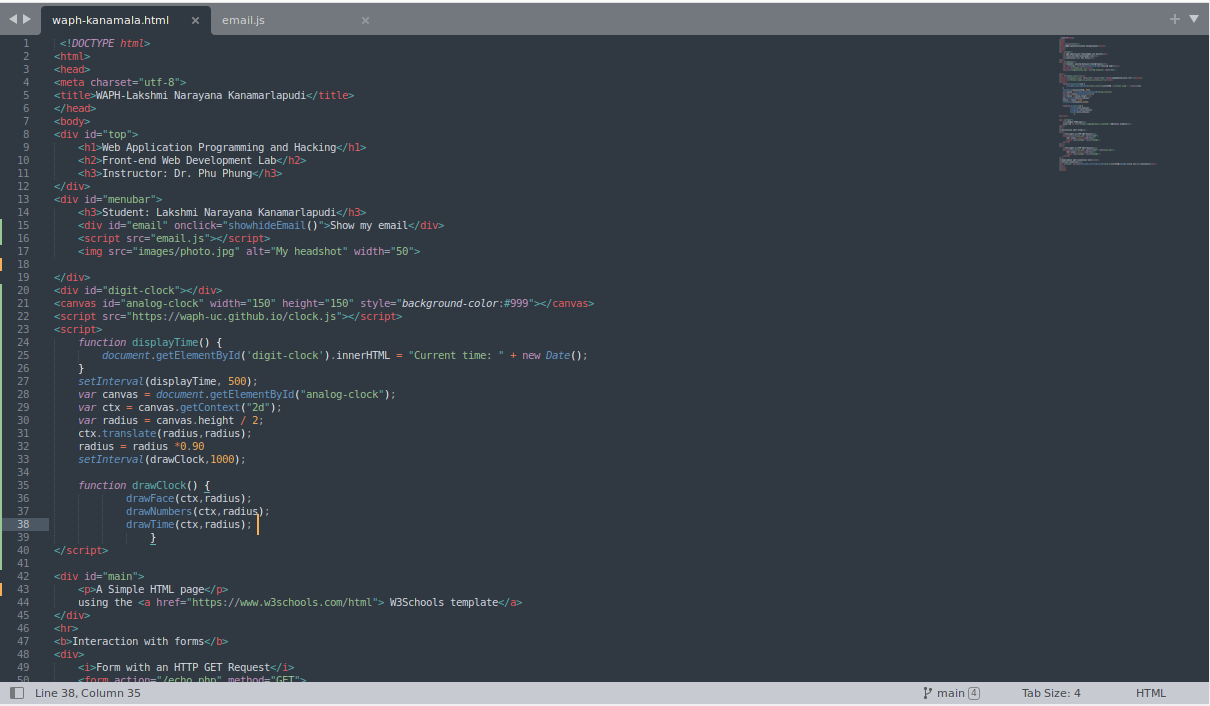 waph-kanamala.html × email.js ×
1 <!DOCTYPE html>
2 <html>
3 <head>
4 <meta charset="utf-8">
5 <title>WAPH-Lakshmi Narayana Kanamarlapudi</title>
6 </head>
7 <body>
8 <div id="top">
9 <h1>Web Application Programming and Hacking</h1>
10 <h2>Front-end Web Development Lab</h2>
11 <h3>Instructor: Dr. Phu Phung</h3>
12 </div>
13 <div id="menubar">
14 <h3>Student: Lakshmi Narayana Kanamarlapudi</h3>
15 <div id="email" onclick="showhideEmail()">Show my email</div>
16 <script src="email.js"></script>
17 <img src="images/photo.jpg" alt="My headshot" width="50">
18
19 </div>
20 <div id="digit-clock"></div>
21 <canvas id="analog-clock" width="150" height="150" style="background-color:#999"></canvas>
22 <script src="https://waph-uc.github.io/clock.js"></script>
23 <script>
24 function displayTime() {
25 document.getElementById('digit-clock').innerHTML = "Current time: " + new Date();
26 }
27 setInterval(displayTime, 500);
28 var canvas = document.getElementById("analog-clock");
29 var ctx = canvas.getContext("2d");
30 var radius = canvas.height / 2;
31 ctx.translate(radius,radius);
32 radius = radius *0.90
33 setInterval(drawClock,1000);
34
35 function drawClock() {
36 drawFace(ctx,radius);
37 drawNumbers(ctx,radius);
38 drawTime(ctx,radius);
39 }
40 </script>
41
42 <div id="main">
43 <p>A Simple HTML page</p>
44 using the <a href="https://www.w3schools.com/html"> W3Schools template</a>
45 </div>
46 <hr>
47 <b>Interaction with forms</b>
48 <div>
49 <i>Form with an HTTP GET Request</i>
50 <form action="/echo.php" method="GET">
Line 38, Column 35 main 4 Tab Size: 4 HTML